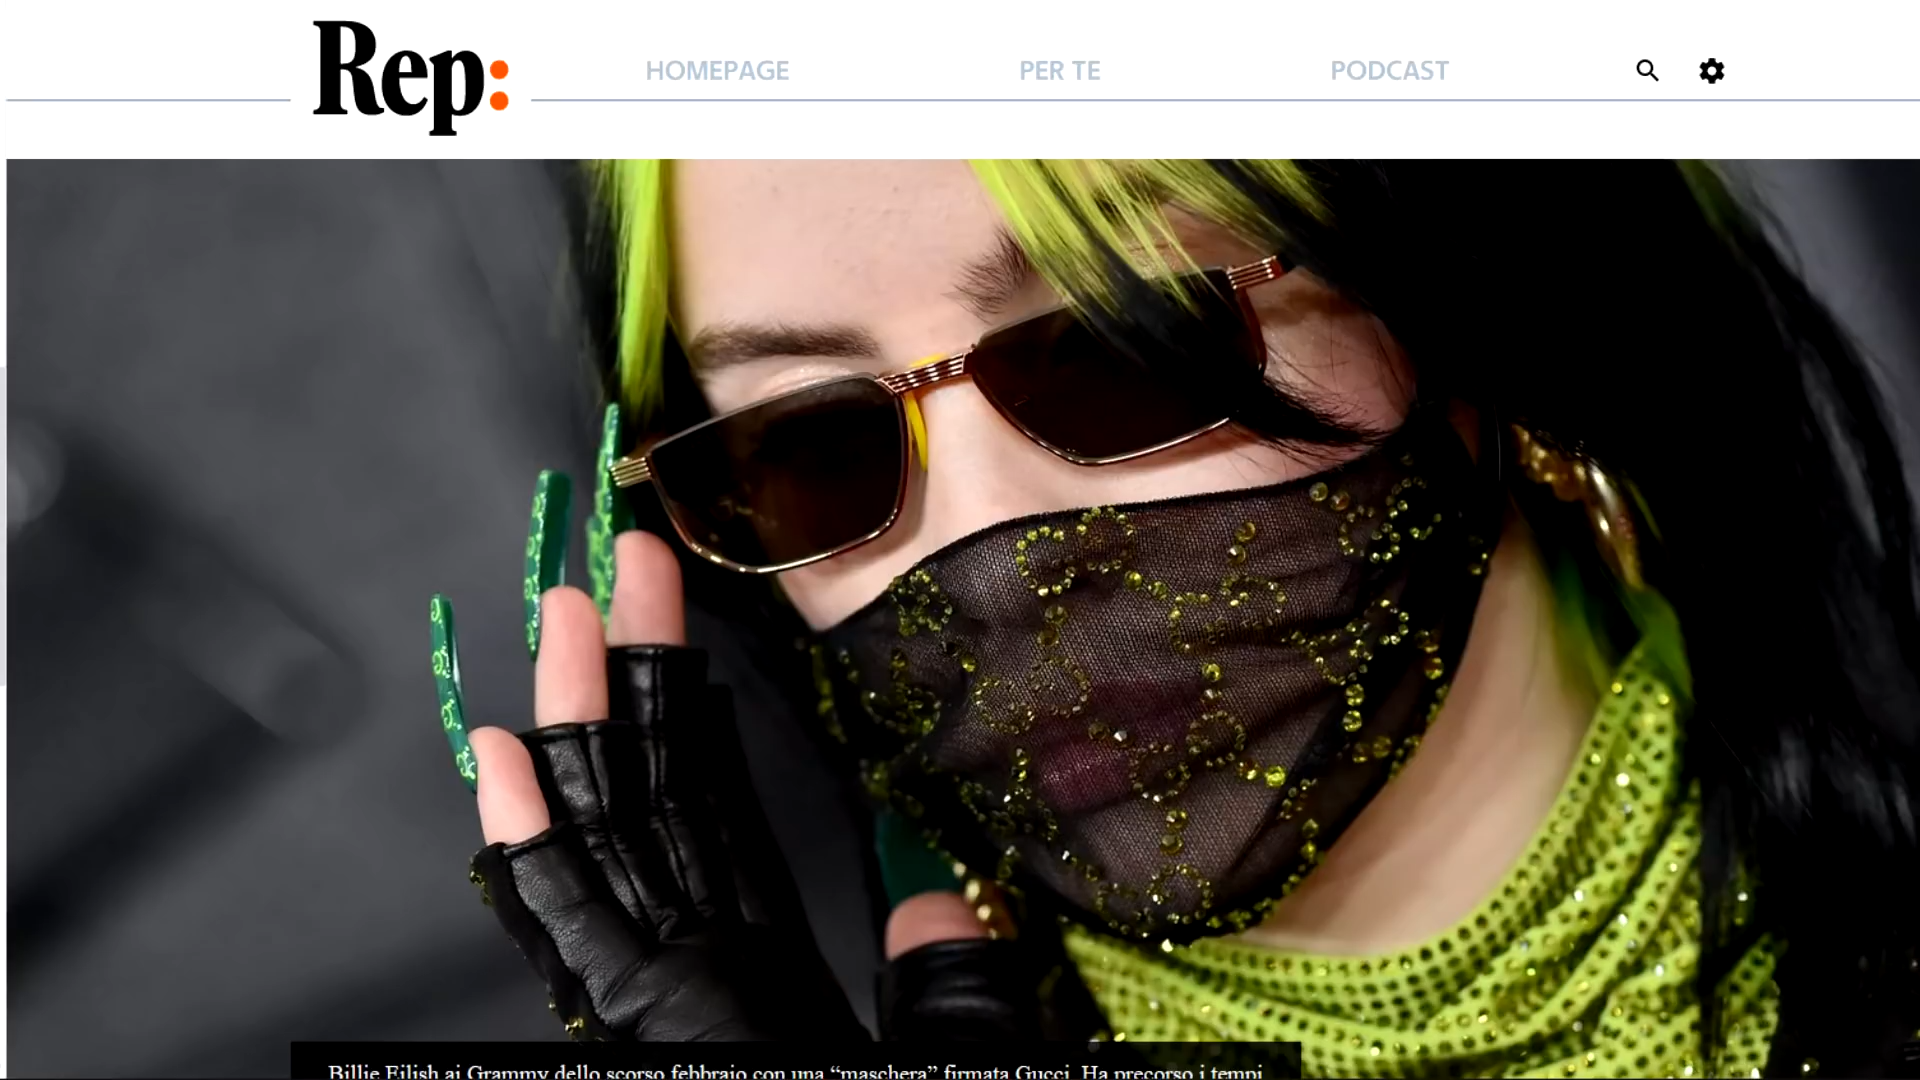 Rep:
HOMEPAGE PER TE PODCAST
Billie Eilish ai Grammy dello scorso febbraio con una “maschera” firmata Gucci. Ha precorso i tempi